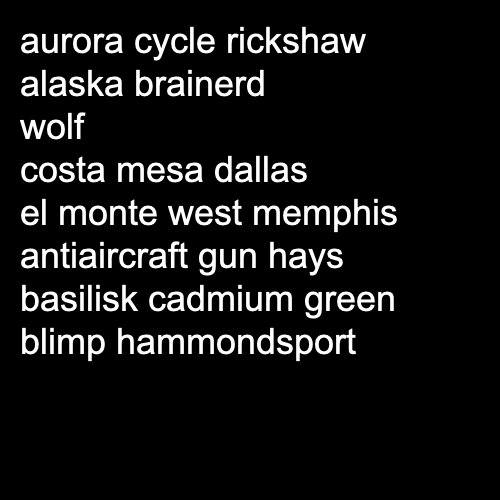 aurora cycle rickshaw
alaska brainerd
wolf
costa mesa dallas
el monte west memphis
antiaircraft gun hays
basilisk cadmium green
blimp hammondsport